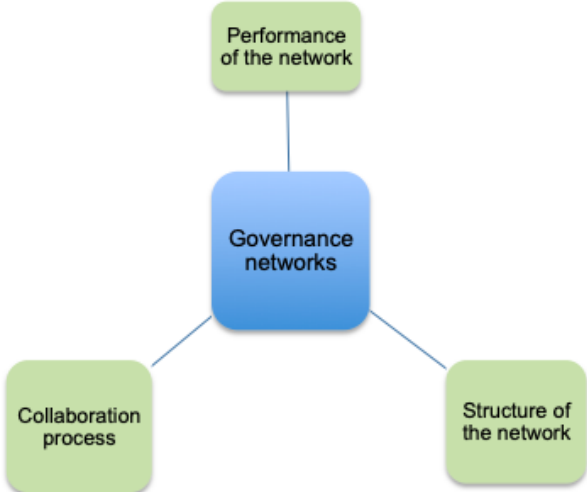 Performance
of the network
Governance
networks
Collaboration
process
Structure of
the network